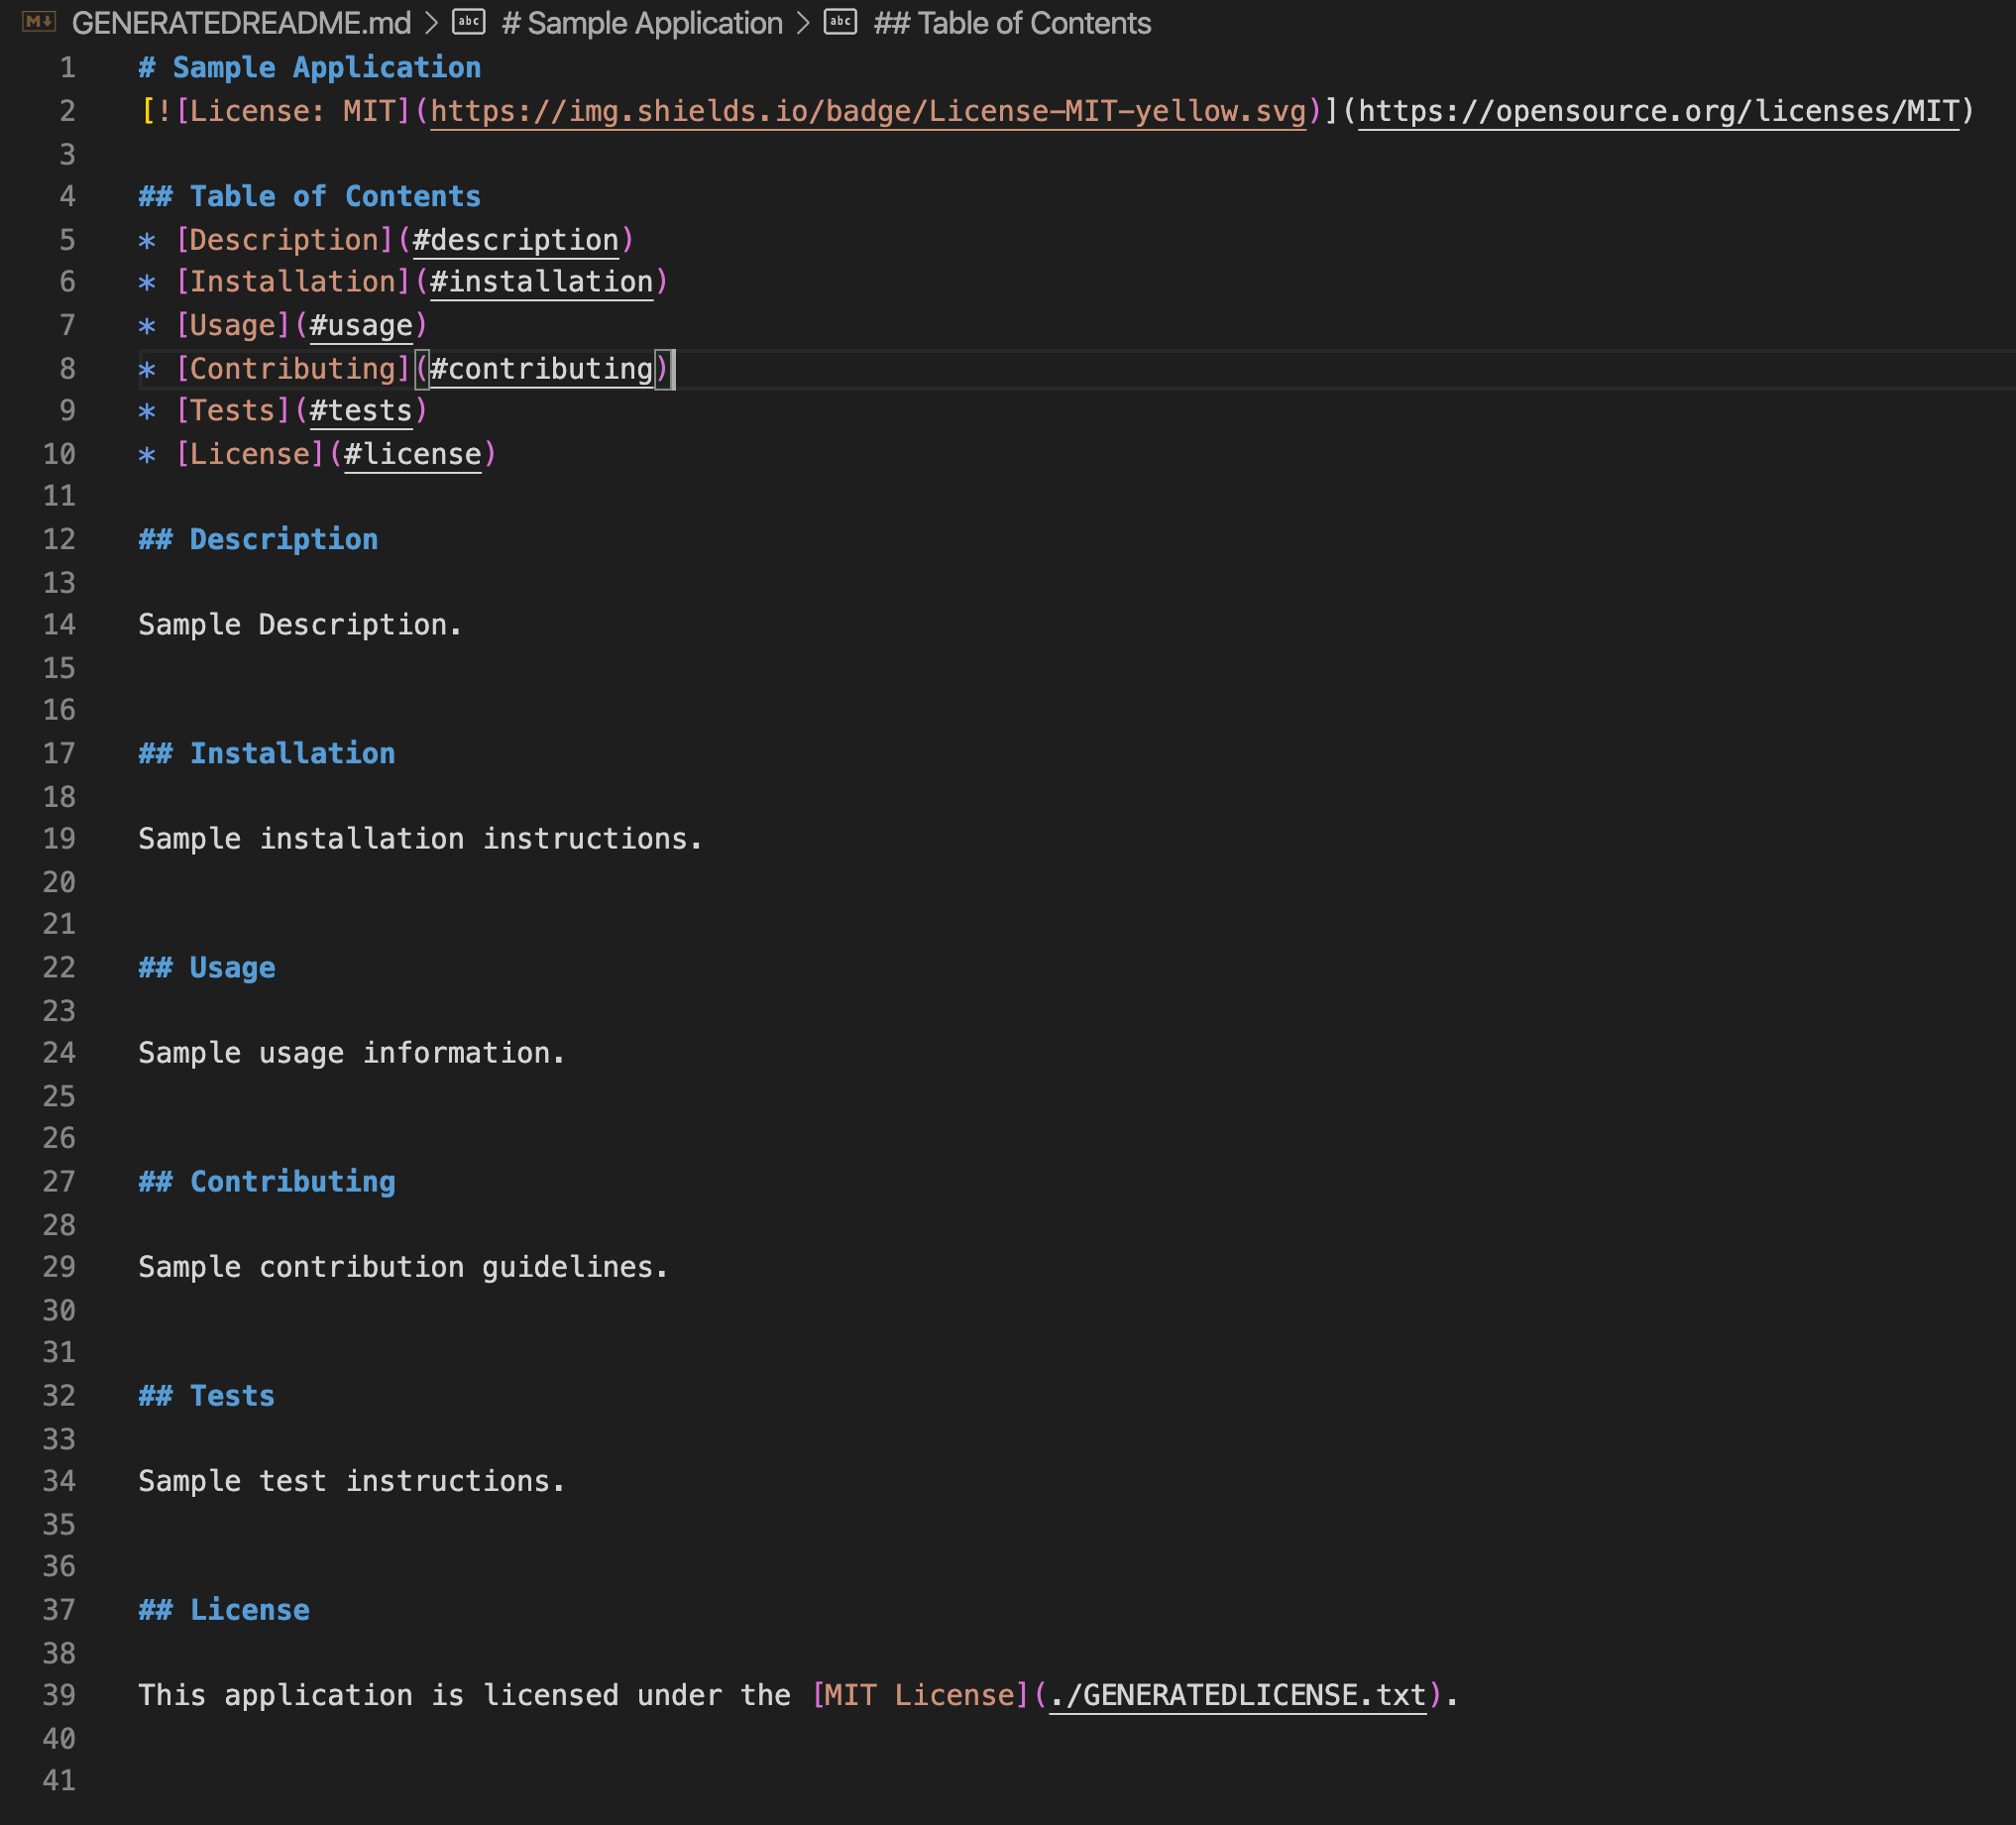 GENERATEDREADME.md > # Sample Application > ## Table of Contents
1 # Sample Application
2 [![License: MIT](https://img.shields.io/badge/License-MIT-yellow.svg)](https://opensource.org/licenses/MIT)
3
4 ## Table of Contents
5 * [Description](#description)
6 * [Installation](#installation)
7 * [Usage](#usage)
8 * [Contributing](#contributing)
9 * [Tests](#tests)
10 * [License](#license)
11
12 ## Description
13
14 Sample Description.
15
16
17 ## Installation
18
19 Sample installation instructions.
20
21
22 ## Usage
23
24 Sample usage information.
25
26
27 ## Contributing
28
29 Sample contribution guidelines.
30
31
32 ## Tests
33
34 Sample test instructions.
35
36
37 ## License
38
39 This application is licensed under the [MIT License](./GENERATEDLICENSE.txt).
40
41